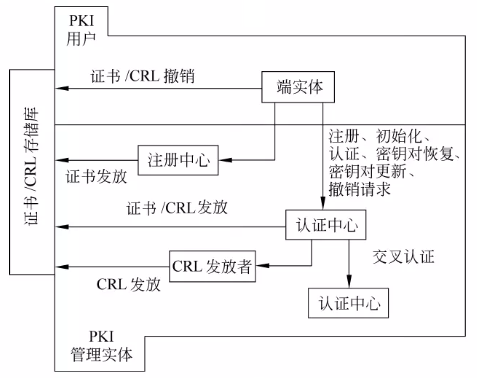 PKI
用户
证书/CRL撤销
端实体
证书/CRL存储库
注册、初始化、
认证、密钥对恢复、
密钥对更新、
撤销请求
注册中心
证书发放
证书/CRL发放
认证中心
交叉认证
CRL发放者
CRL发放
认证中心
PKI
管理实体